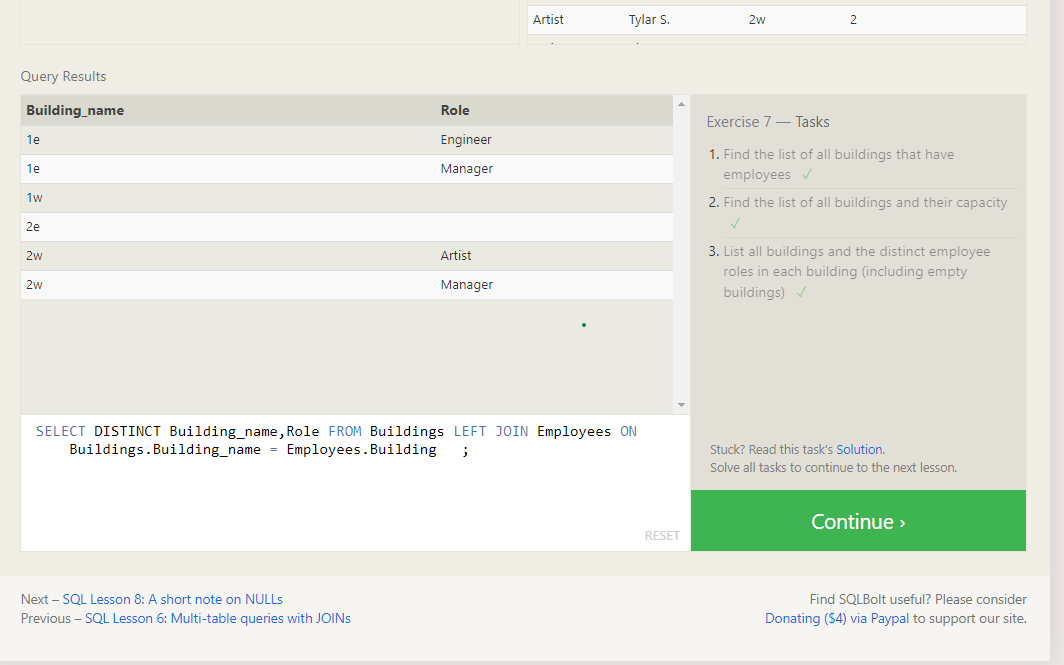 Artist Tylar S. 2w 2
Query Results
Building_name Role
1e Engineer
1e Manager
1w
2e
2w Artist
2w Manager
SELECT DISTINCT Building_name,Role FROM Buildings LEFT JOIN Employees ON
Buildings.Building_name = Employees.Building ;
RESET
Exercise 7 — Tasks
1. Find the list of all buildings that have
employees ✓
2. Find the list of all buildings and their capacity
✓
3. List all buildings and the distinct employee
roles in each building (including empty
buildings) ✓
Stuck? Read this task's Solution.
Solve all tasks to continue to the next lesson.
Continue ›
Next – SQL Lesson 8: A short note on NULLs
Previous – SQL Lesson 6: Multi-table queries with JOINs
Find SQLBolt useful? Please consider
Donating ($4) via Paypal to support our site.